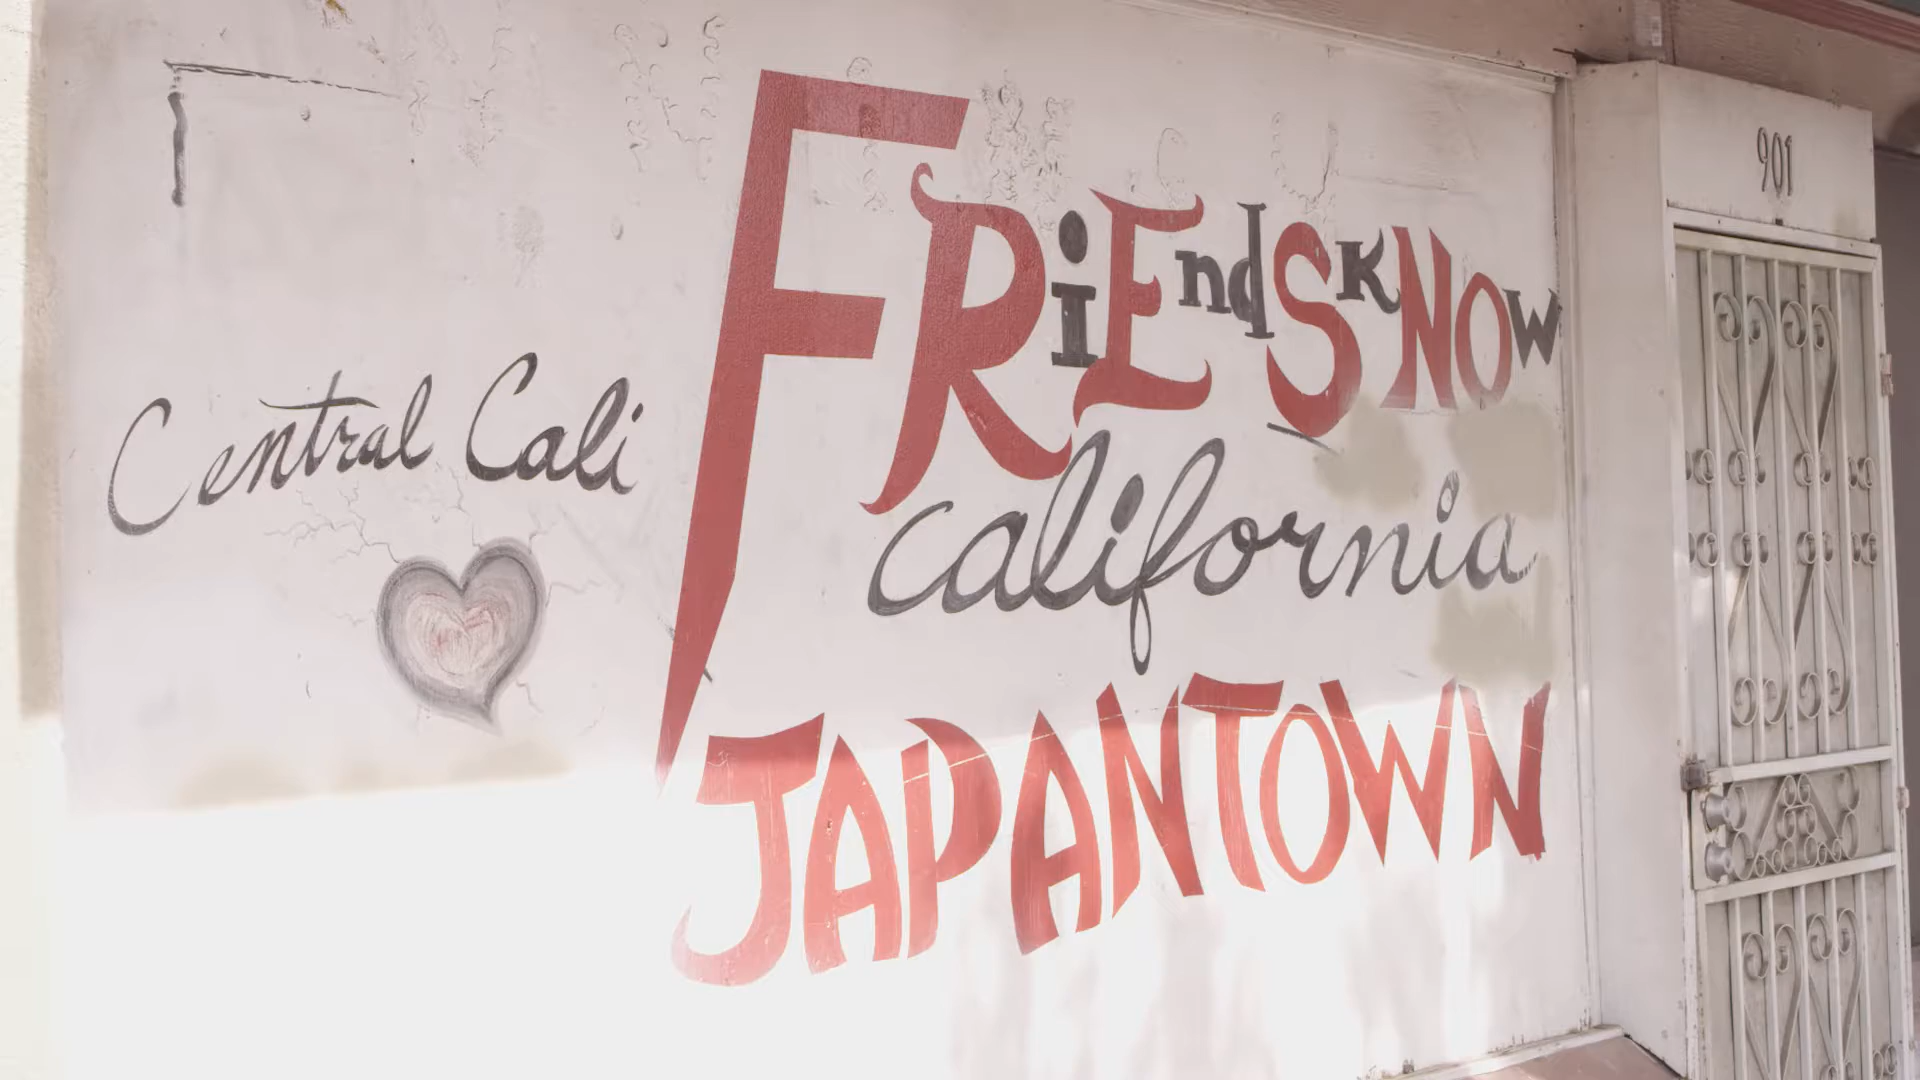 FRiEndSkNOw
Central Cali
California
JAPANTOWN
901